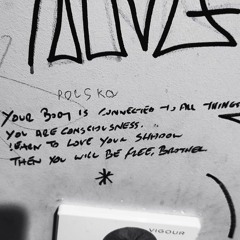 POLSKA
YOUR BODY IS CONNECTED TO ALL THINGS
YOU ARE CONSCIOUSNESS.
LEARN TO LOVE YOUR SHADOW
THEN YOU WILL BE FREE, BROTHER
*
VIGOUR